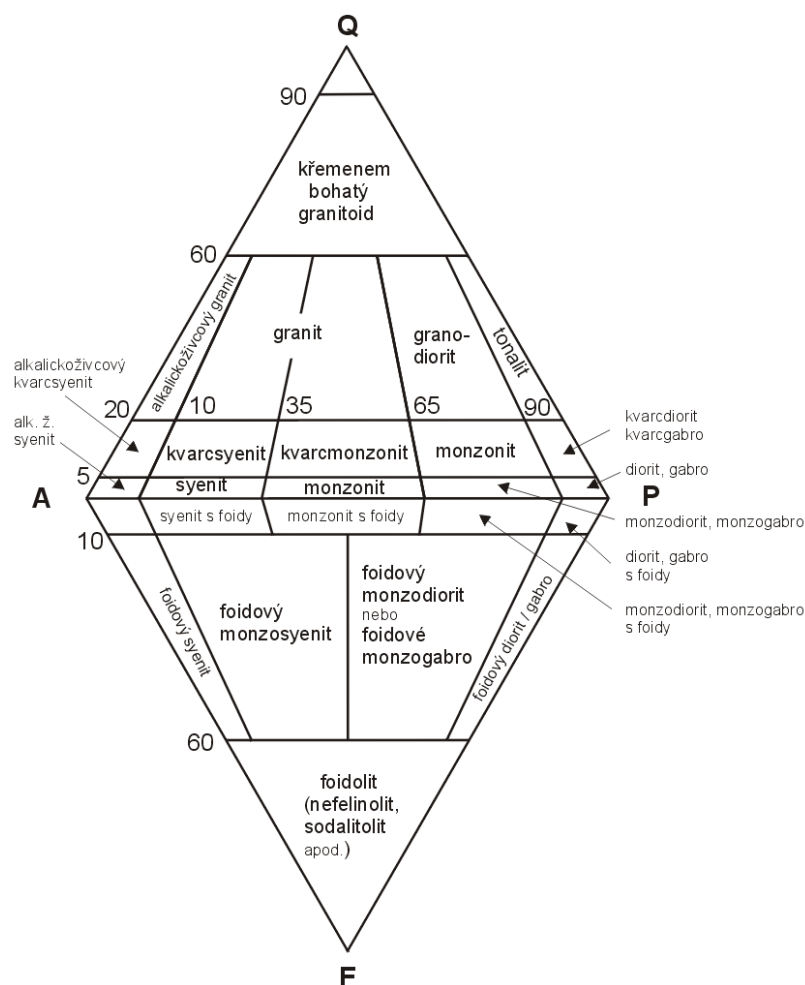 Q
90
křemenem
bohatý
granitoid
60
alkalickoživcový granit
granit
grano-
diorit
tonalit
alkalickoživcový
kvarcsyenit
20
10
35
65
90
alk. ž.
syenit
kvarcsyenit
kvarcmonzonit
monzonit
kvarcdiorit
kvarcgabro
5
syenit
monzonit
diorit, gabro
A
P
syenit s foidy
monzonit s foidy
monzodiorit, monzogabro
10
diorit, gabro
s foidy
foidový syenit
foidový
monzosyenit
foidový
monzodiorit
nebo
foidové
monzogabro
foidový diorit / gabro
monzodiorit, monzogabro
s foidy
60
foidolit
(nefelinolit,
sodalitolit
apod.)
F